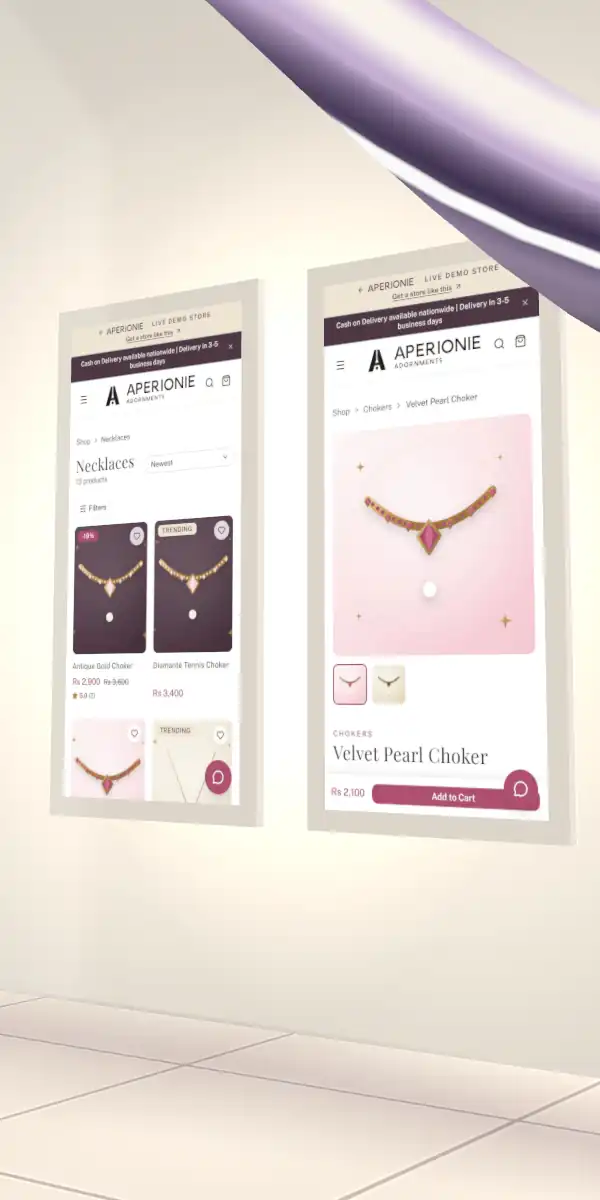 APERIONIE LIVE DEMO STORE
Get a store like this
Cash on Delivery available nationwide | Delivery in 3-5
business days
APERIONIE
ADORNMENTS
Shop > Necklaces
Necklaces
13 products
Newest
Filters
-19%
TRENDING
Antique Gold Choker
Rs 2,900 Rs 3,600
5.0
Diamante Tennis Choker
Rs 3,400
TRENDING
APERIONIE LIVE DEMO STORE
Get a store like this
Cash on Delivery available nationwide | Delivery in 3-5
business days
APERIONIE
ADORNMENTS
Shop > Chokers > Velvet Pearl Choker
CHOKERS
Velvet Pearl Choker
Rs 2,100
Add to Cart